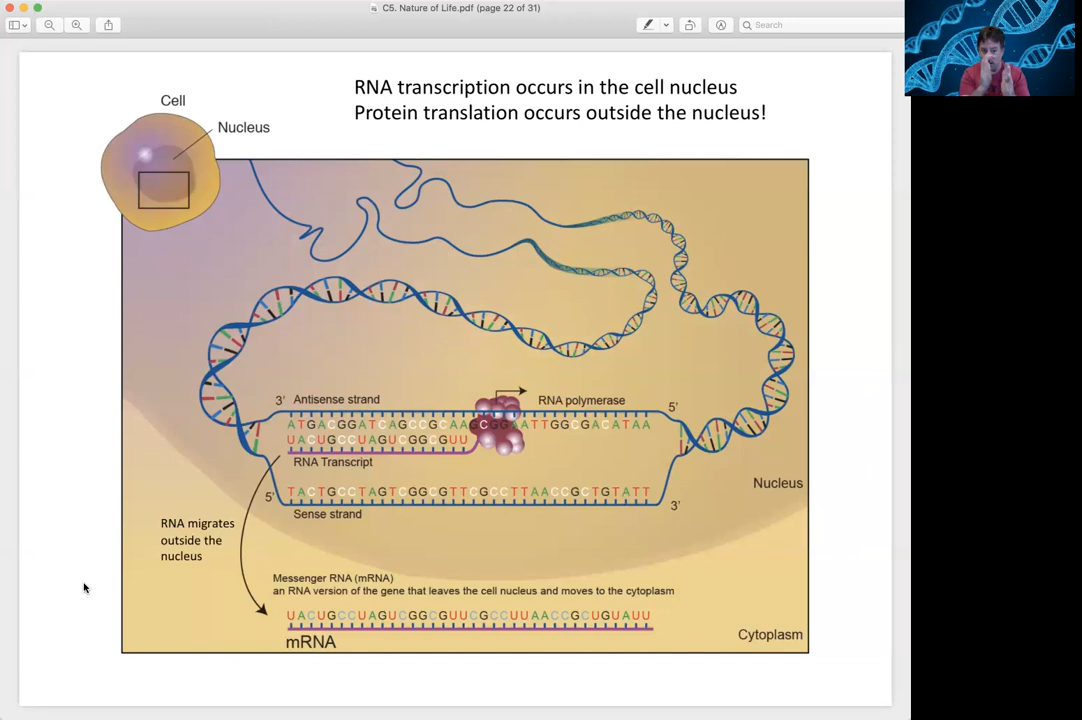 C5. Nature of Life.pdf (page 22 of 31)
Search
RNA transcription occurs in the cell nucleus
Protein translation occurs outside the nucleus!
Cell
Nucleus
3' Antisense strand
RNA polymerase
5'
ATGACGGATCAGCCGCAAGCGGAATTGGCGACATAA
UACUGCCUAGUCGGCGUU
RNA Transcript
Nucleus
5'
TACTGCCTAGTCGGCGTTCGCCTTAACCGCTGTATT
3'
Sense strand
RNA migrates
outside the
nucleus
Messenger RNA (mRNA)
an RNA version of the gene that leaves the cell nucleus and moves to the cytoplasm
UACUGCCUAGUCGGCGUUCGCCUUAACCGCUGUAUU
Cytoplasm
mRNA